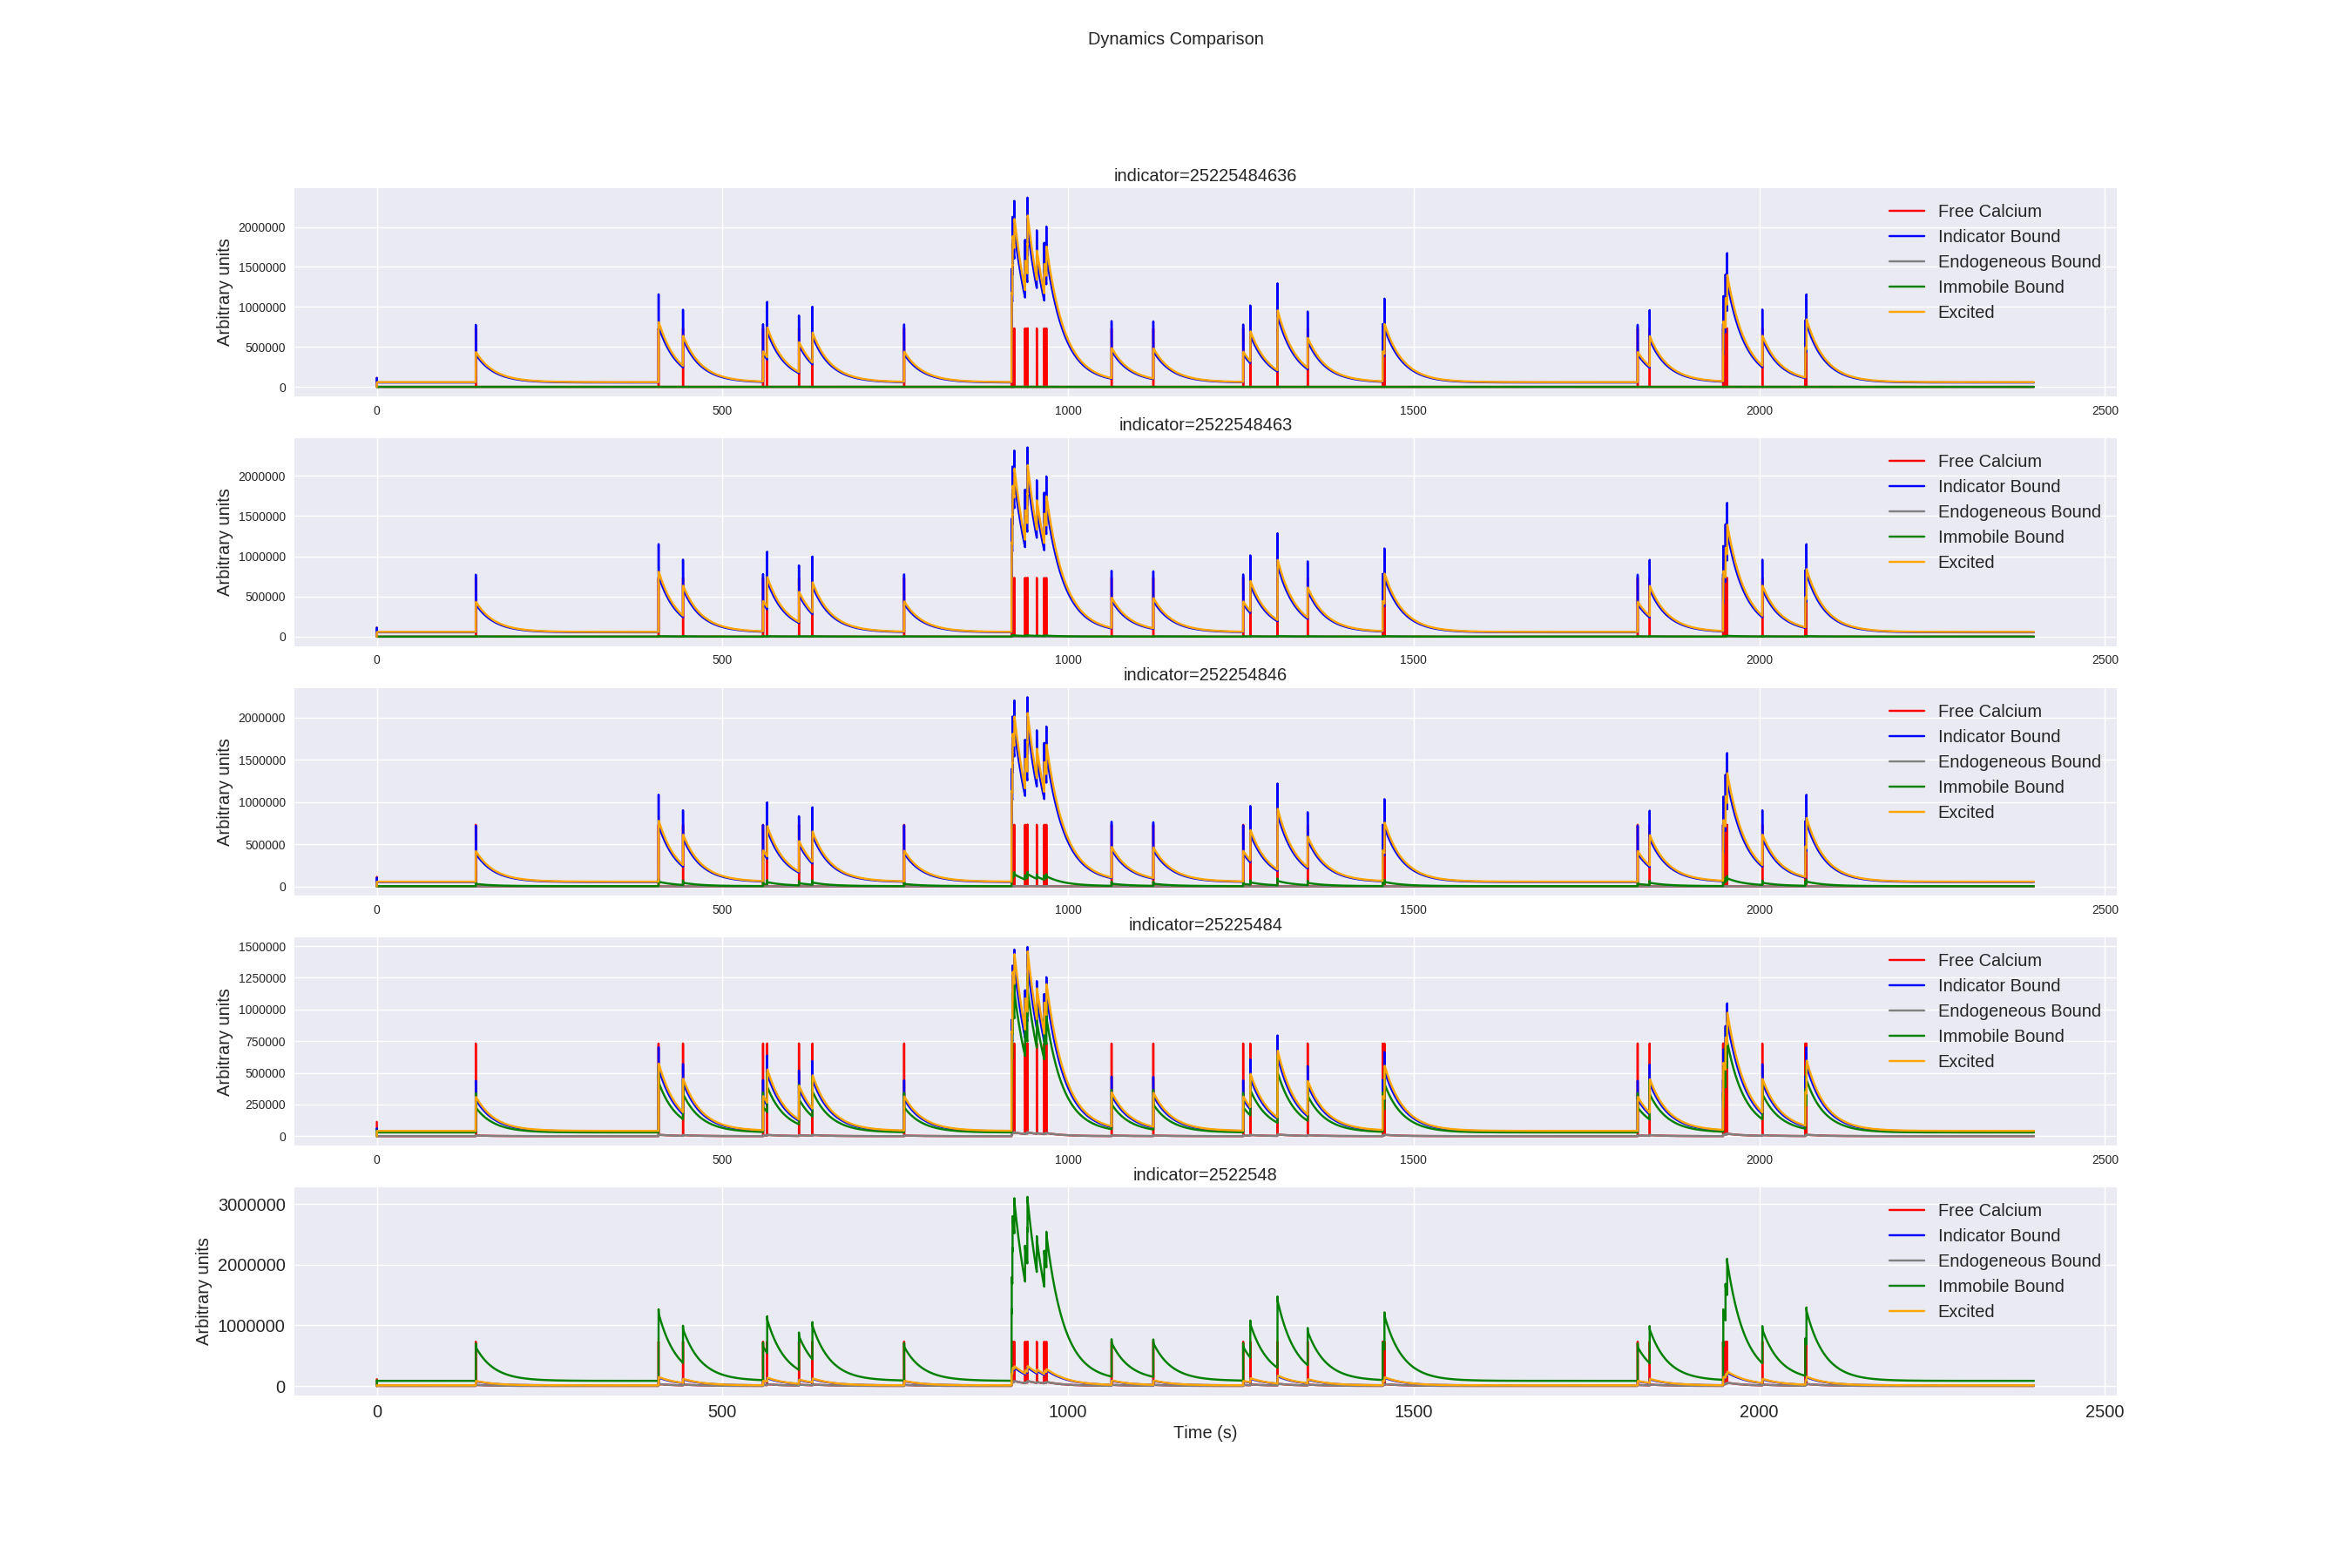 Dynamics Comparison
indicator=25225484636
Arbitrary units
2000000
1500000
1000000
500000
0
0 500 1000 1500 2000 2500
Free Calcium
Indicator Bound
Endogeneous Bound
Immobile Bound
Excited
indicator=2522548463
Arbitrary units
2000000
1500000
1000000
500000
0
0 500 1000 1500 2000 2500
Free Calcium
Indicator Bound
Endogeneous Bound
Immobile Bound
Excited
indicator=252254846
Arbitrary units
2000000
1500000
1000000
500000
0
0 500 1000 1500 2000 2500
Free Calcium
Indicator Bound
Endogeneous Bound
Immobile Bound
Excited
indicator=25225484
Arbitrary units
1500000
1250000
1000000
750000
500000
250000
0
0 500 1000 1500 2000 2500
Free Calcium
Indicator Bound
Endogeneous Bound
Immobile Bound
Excited
indicator=2522548
Arbitrary units
3000000
2000000
1000000
0
0 500 1000 1500 2000 2500
Free Calcium
Indicator Bound
Endogeneous Bound
Immobile Bound
Excited
Time (s)